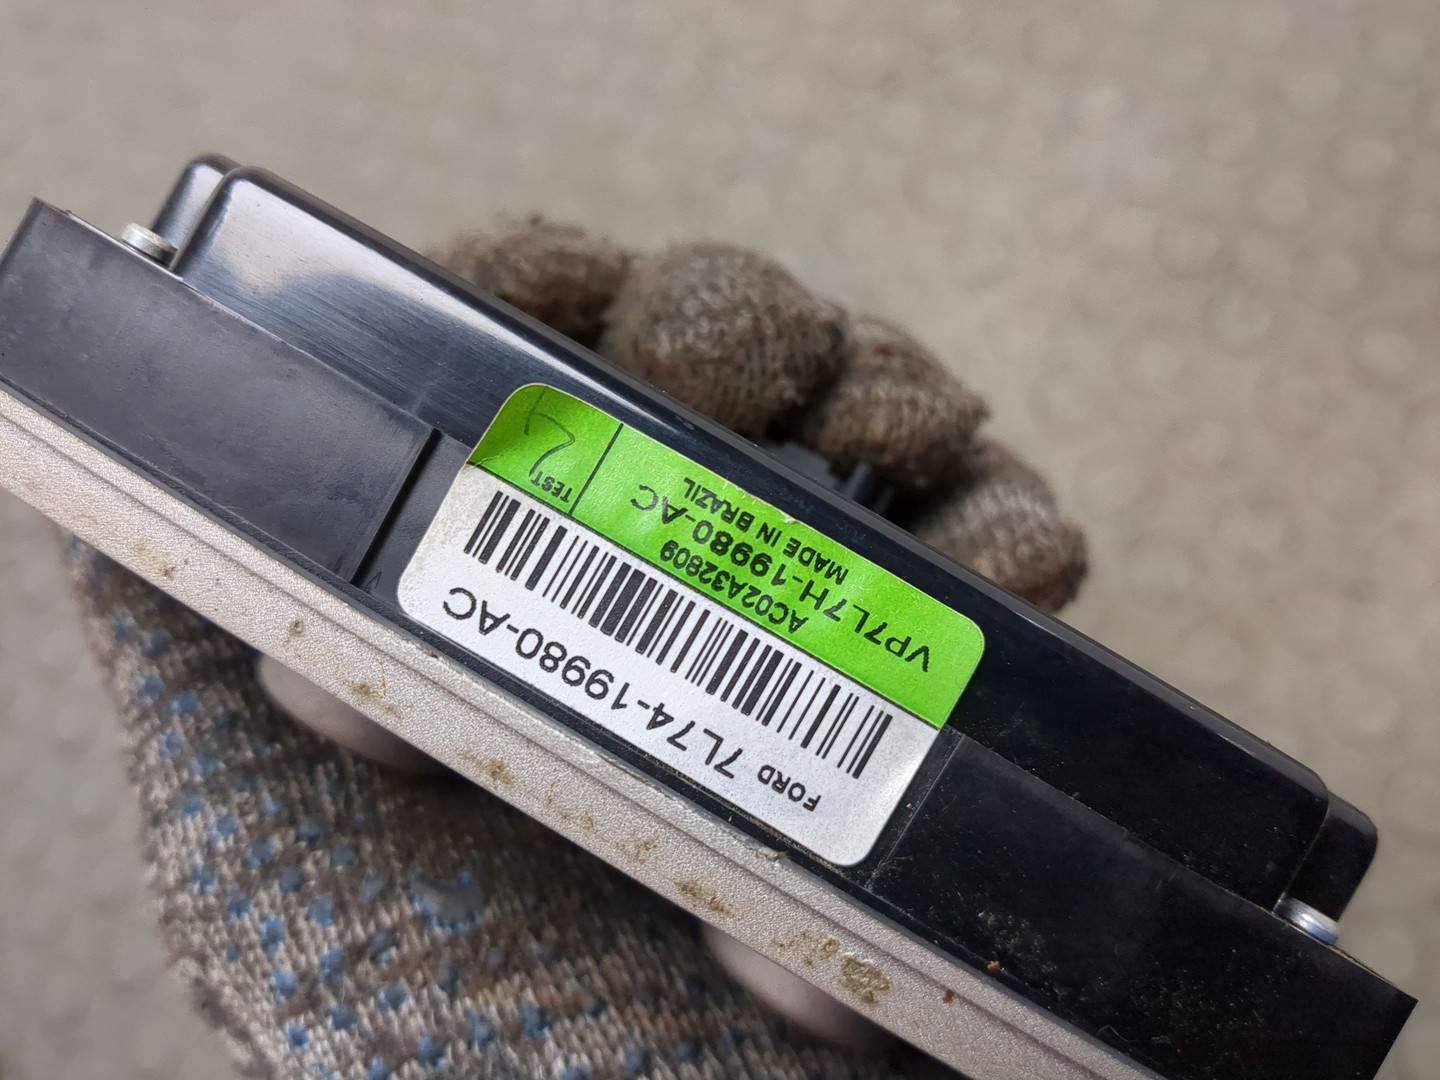 FORD 7L74-19980-AC
AC02A32809
VP7L7H-19980-AC
MADE IN BRAZIL
TEST